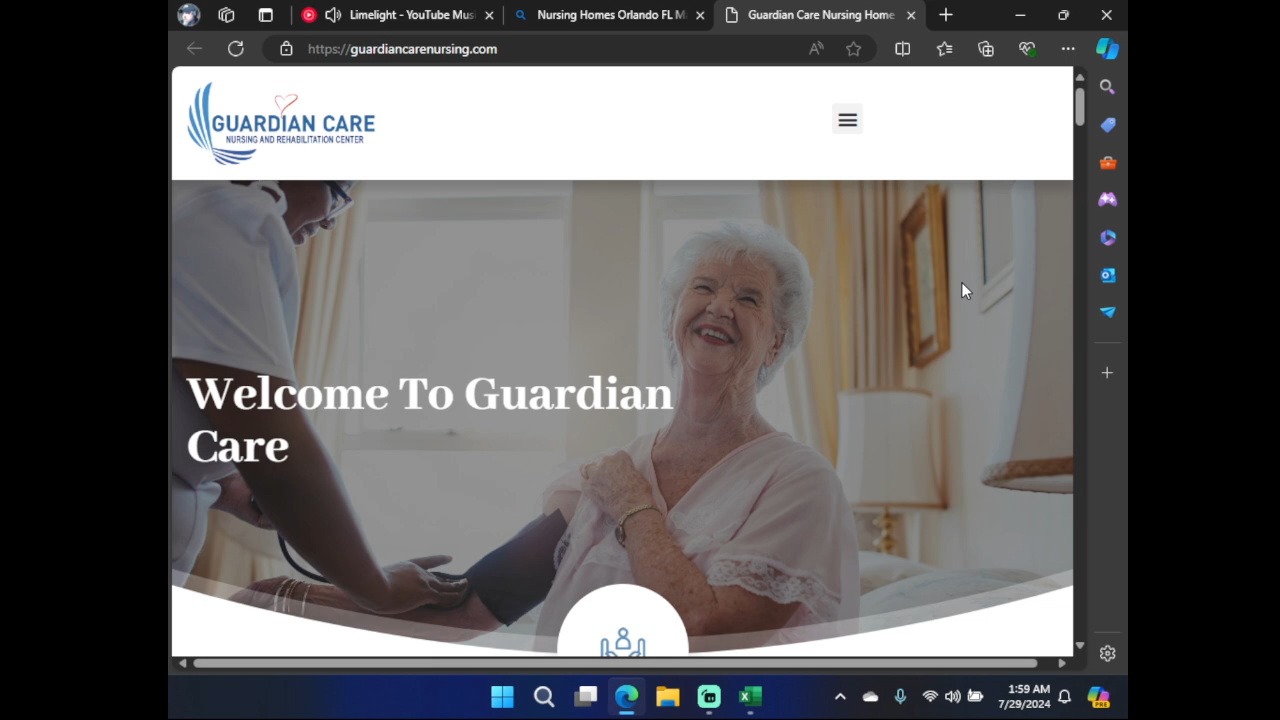 Limelight - YouTube Mus
Nursing Homes Orlando FL M
Guardian Care Nursing Home
https://guardiancarenursing.com
GUARDIAN CARE
NURSING AND REHABILITATION CENTER
Welcome To Guardian
Care
1:59 AM
7/29/2024
PRE